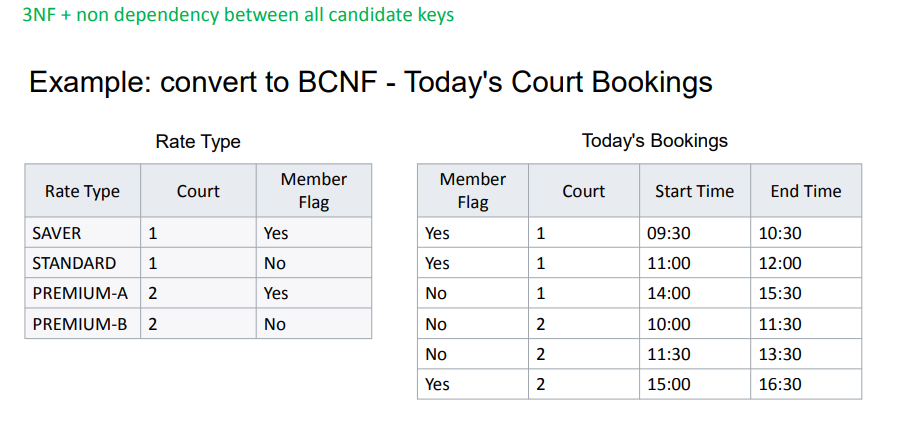 3NF + non dependency between all candidate keys
Example: convert to BCNF - Today's Court Bookings
Rate Type
Rate Type Court Member Flag
SAVER 1 Yes
STANDARD 1 No
PREMIUM-A 2 Yes
PREMIUM-B 2 No
Today's Bookings
Member Flag Court Start Time End Time
Yes 1 09:30 10:30
Yes 1 11:00 12:00
No 1 14:00 15:30
No 2 10:00 11:30
No 2 11:30 13:30
Yes 2 15:00 16:30